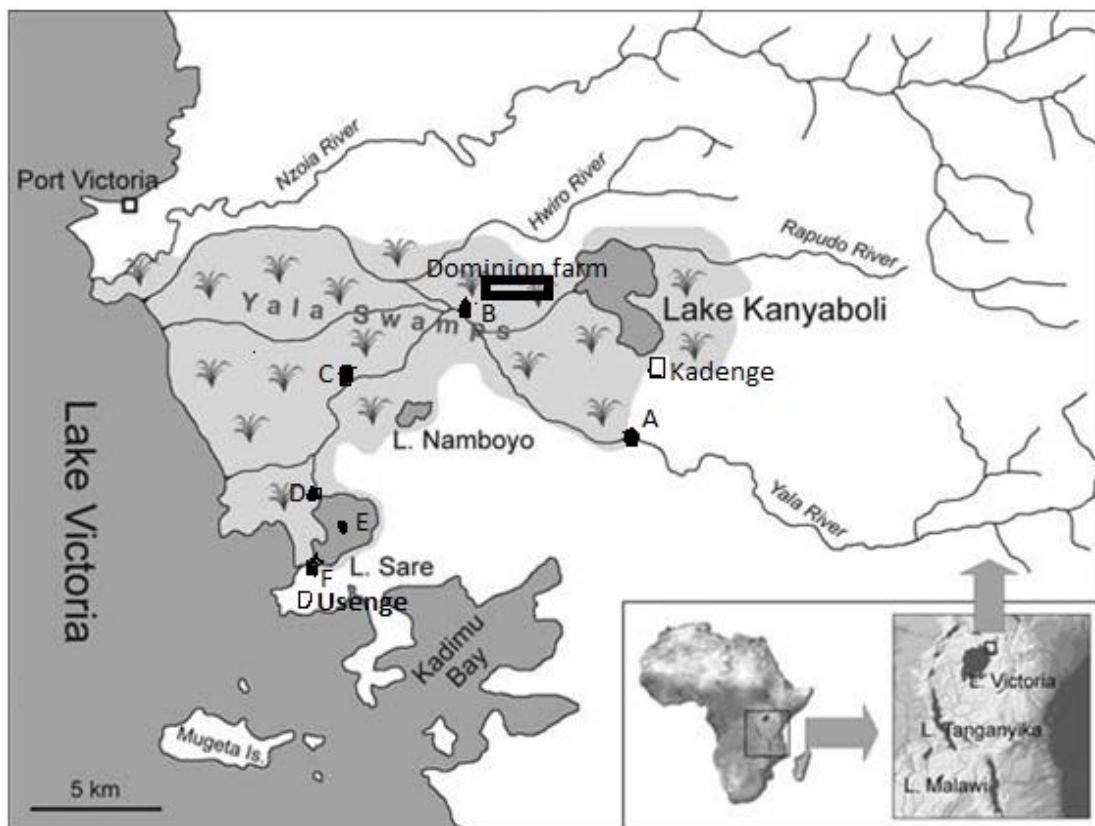 Port Victoria
Nzoia River
Hwiro River
Rapudo River
Dominion farm
Yala Swamps
B
Lake Kanyaboli
C
Kadenge
A
L. Namboyo
Lake Victoria
Yala River
D
E
F
L. Sare
Usenge
Kadimu
Bay
Mugeta Is.
5 km
L. Victoria
L. Tanganyika
L. Malawi